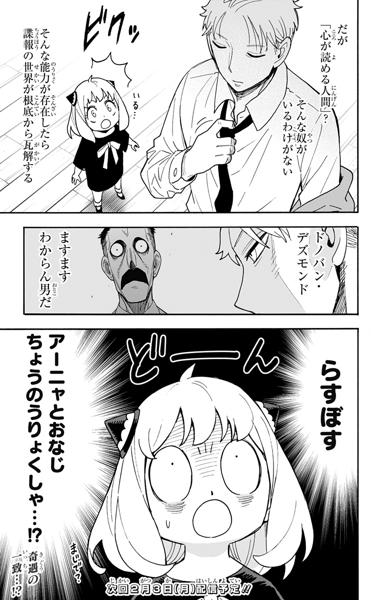 だが
「心が読める人間」?
そんな奴が
いるわけがない
ビクッ
そんな能力が存在したら
諜報の世界が根底から瓦解する
ドノバン・
デズモンド
ますます
わからん男だ
らすぼす
どーーん
アーニャとおなじ
ちょうのうりょくしゃ…!?
奇遇の
一致…!?
次回2月3日(月)配信予定!!